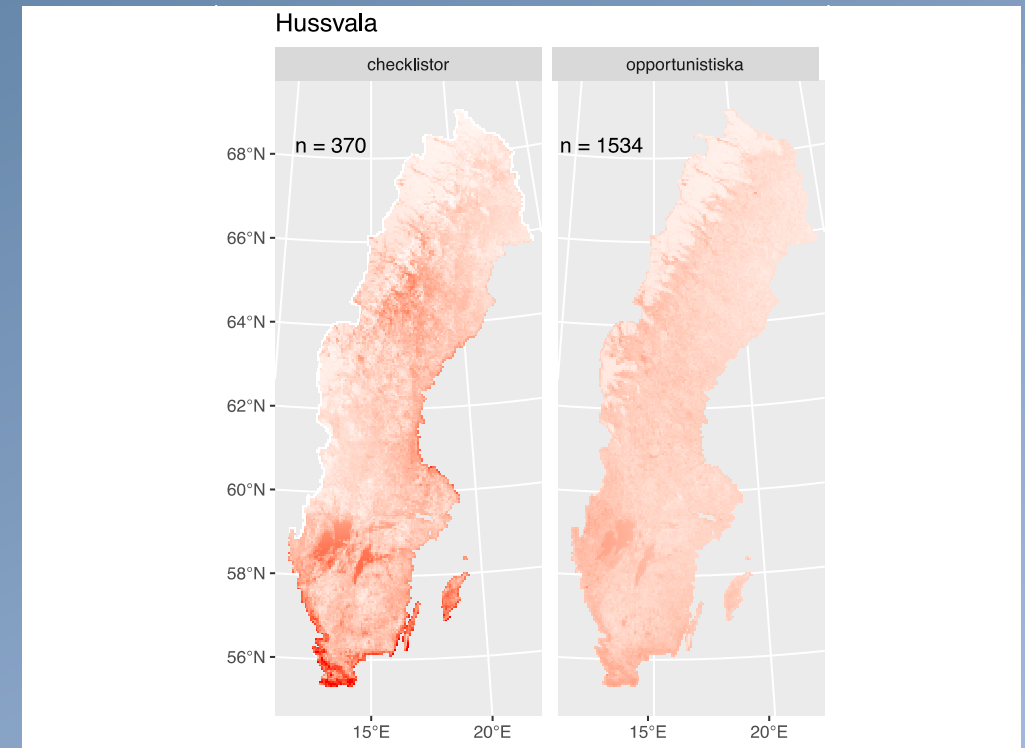 Hussvala
checklistor
opportunistiska
n = 370
n = 1534
68°N
66°N
64°N
62°N
60°N
58°N
56°N
15°E
20°E
15°E
20°E